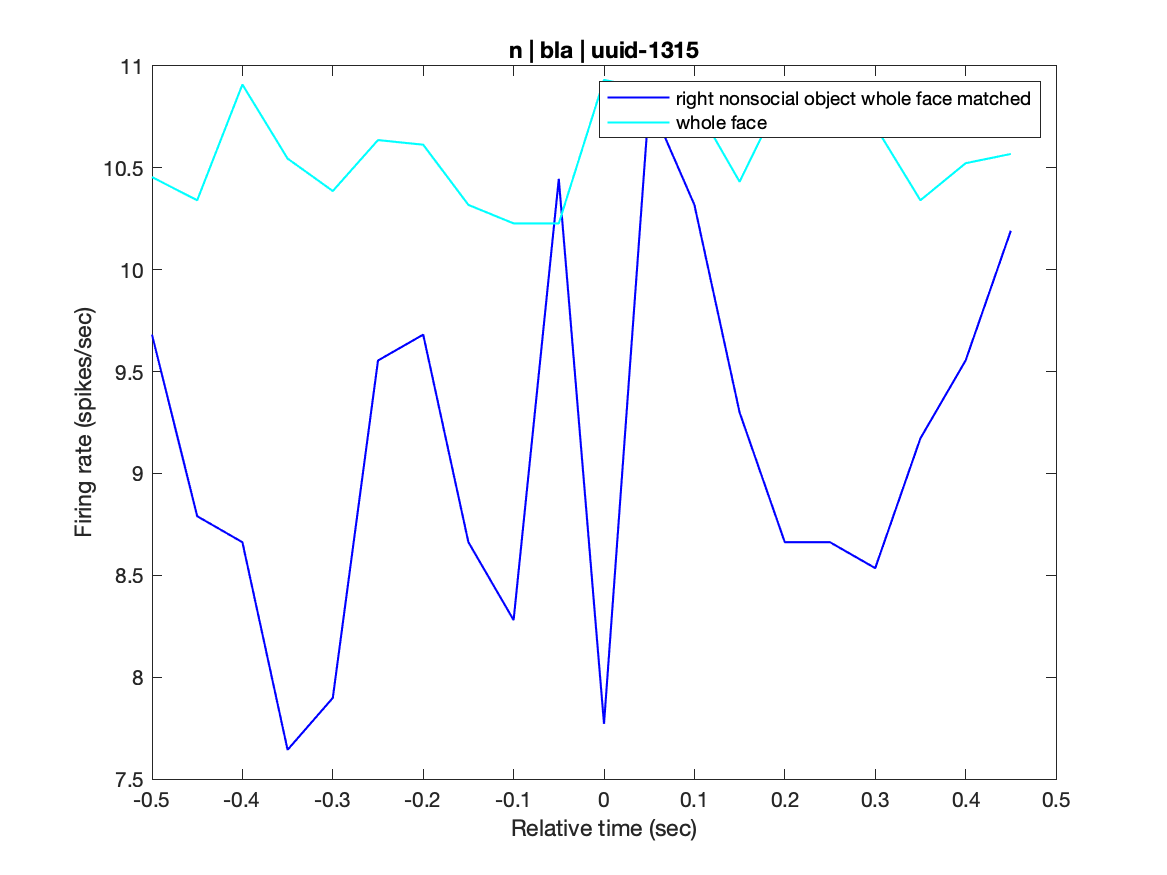 n | bla | uuid-1315
11
10.5
10
9.5
9
8.5
8
7.5
Firing rate (spikes/sec)
right nonsocial object whole face matched
whole face
-0.5 -0.4 -0.3 -0.2 -0.1 0 0.1 0.2 0.3 0.4 0.5
Relative time (sec)